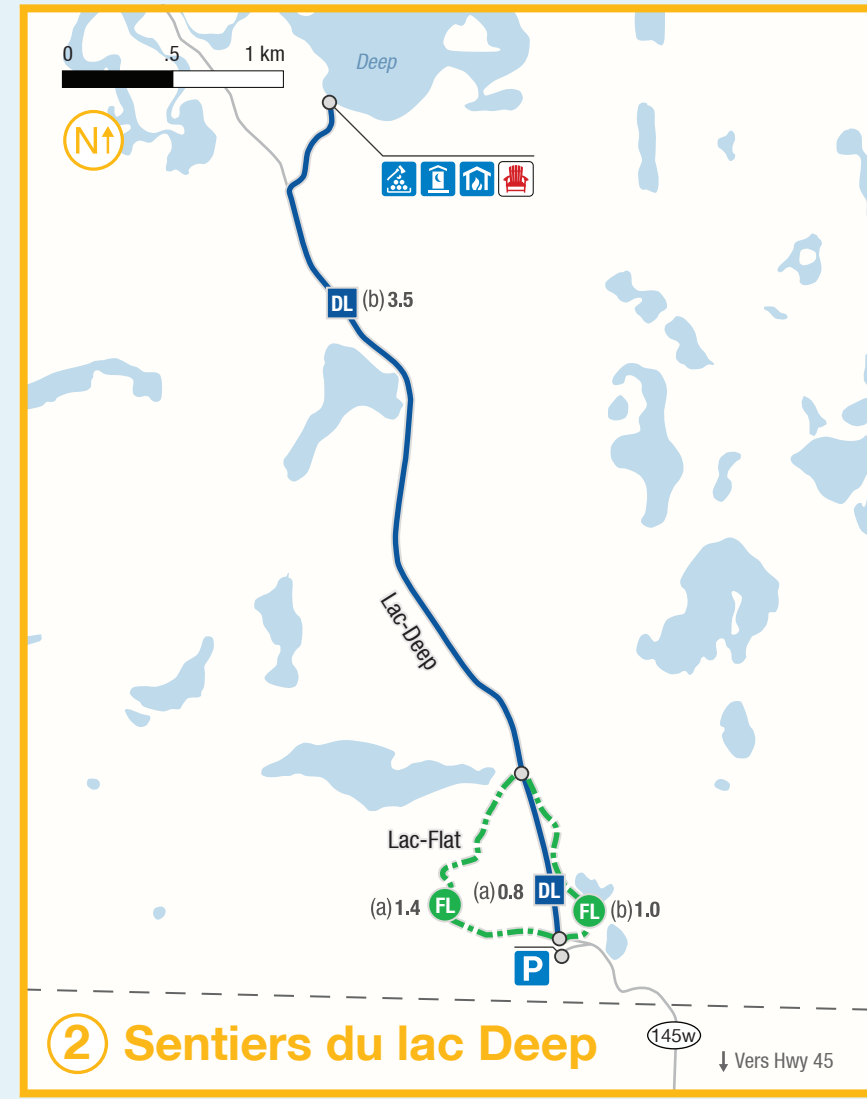 0 .5 1 km
Deep
N
DL (b) 3.5
Lac-Deep
Lac-Flat
(a) 1.4 FL
(a) 0.8 DL
FL (b) 1.0
P
145w
2 Sentiers du lac Deep
Vers Hwy 45